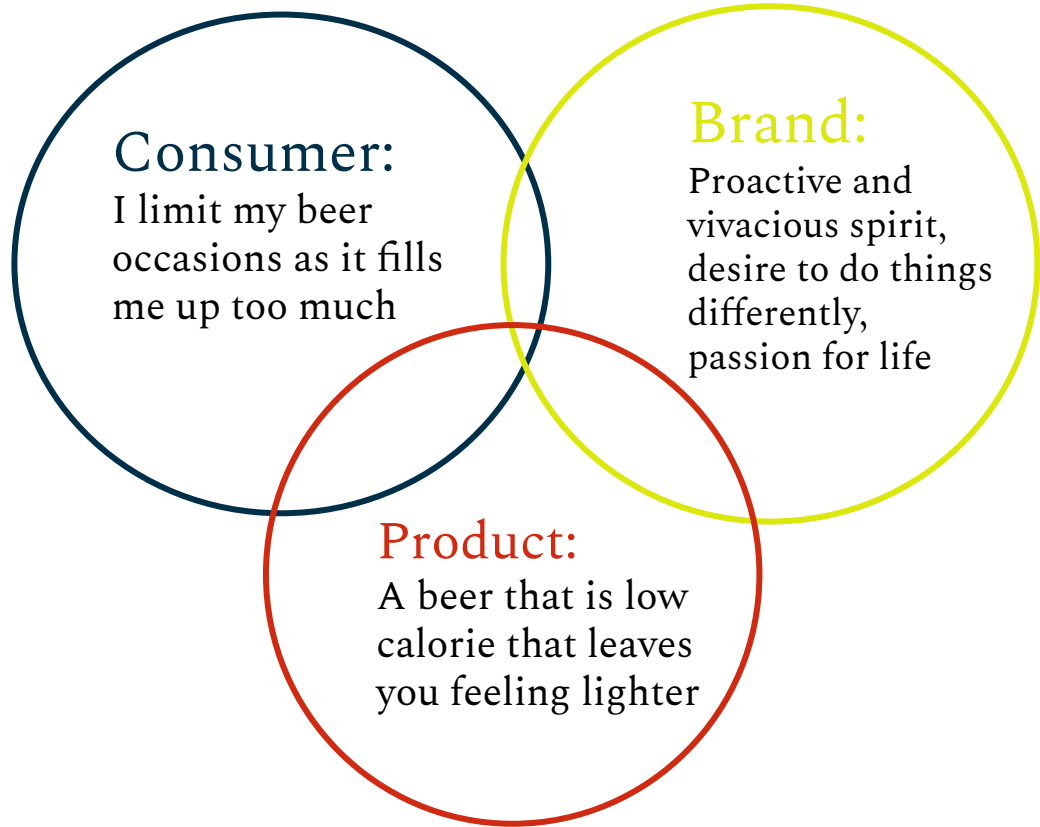 Consumer:
I limit my beer
occasions as it fills
me up too much
Brand:
Proactive and
vivacious spirit,
desire to do things
differently,
passion for life
Product:
A beer that is low
calorie that leaves
you feeling lighter